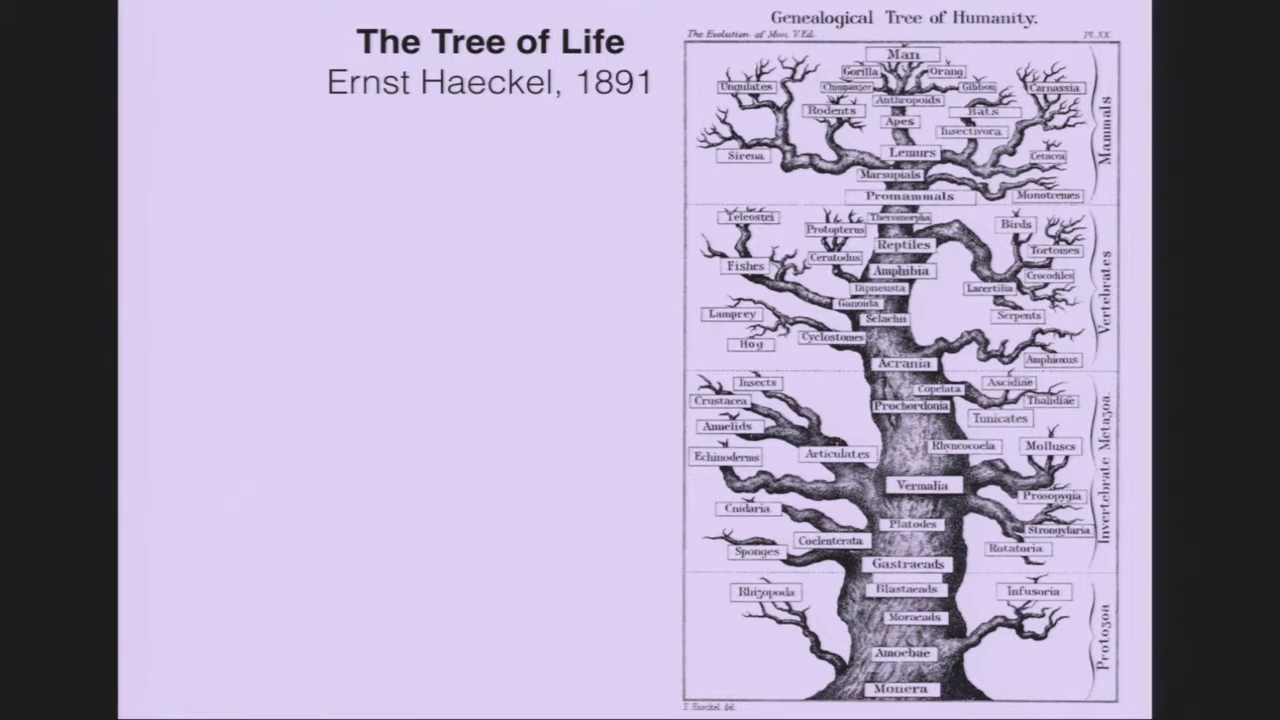 The Tree of Life
Ernst Haeckel, 1891
Genealogical Tree of Humanity.
The Evolution of Man. V.Ed.
PL.XX.
Man
Gorilla
Orang
Ungulates
Chimpanzee
Gibbon
Carnassia
Anthropoids
Rodents
Bats
Apes
Insectivora
Sirena
Lemurs
Cetacea
Marsupials
Promammals
Monotremes
Mammals
Teleostei
Theromorpha
Protopterus
Birds
Reptiles
Tortoises
Ceratodus
Fishes
Amphibia
Crocodiles
Dipneusta
Lacertilia
Ganoida
Lamprey
Selachii
Serpents
Cyclostomes
Hog
Acrania
Amphioxus
Vertebrates
Insects
Copelata
Ascidiae
Crustacea
Prochordonia
Thalidiae
Annelids
Tunicates
Echinoderms
Articulates
Rhyncocoela
Molluscs
Vermalia
Prosopygia
Cnidaria
Platodes
Strongylaria
Coelenterata
Sponges
Rotatoria
Gastraeads
Invertebrate Metazoa.
Rhizopoda
Blastaeads
Infusoria
Moraeads
Amoebae
Monera
Protozoa
E. Haeckel del.